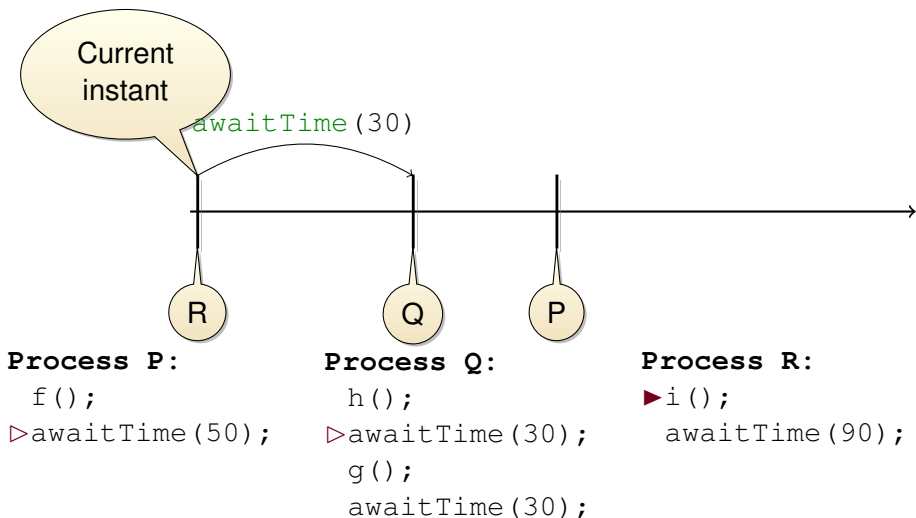 Current
instant
awaitTime(30)
R
Q
P
Process P:
f();
▷awaitTime(50);
Process Q:
h();
▷awaitTime(30);
g();
awaitTime(30);
Process R:
▶i();
awaitTime(90);